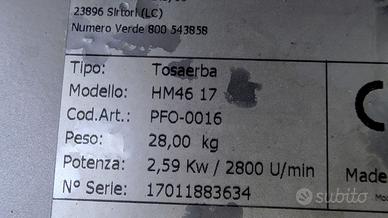 23896 Sirtori (LC)
Numero Verde 800 543858
Tipo: Tosaerba
Modello: HM46 17
Cod.Art.: PFO-0016
Peso: 28,00 kg
Potenza: 2,59 Kw / 2800 U/min
N° Serie: 17011883634
C
Made
subito